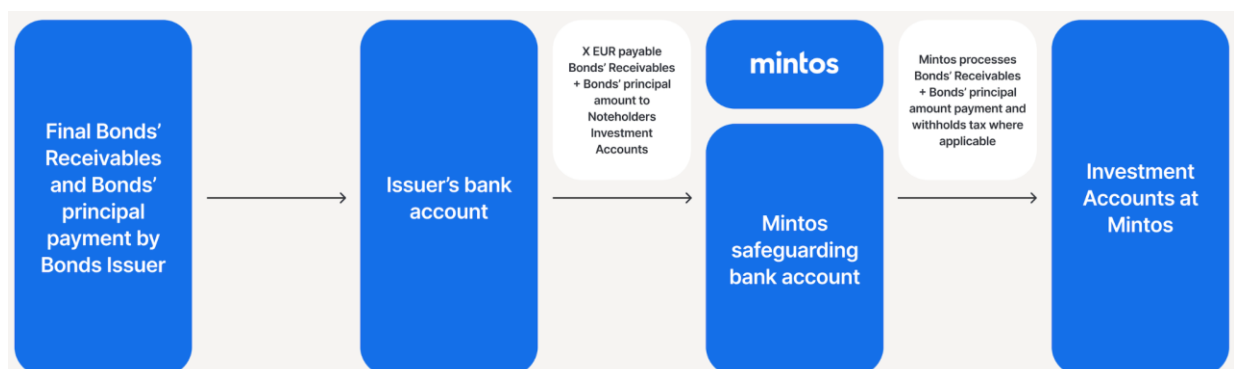 Final Bonds’
Receivables
and Bonds’
principal
payment by
Bonds Issuer
Issuer’s bank
account
X EUR payable
Bonds’ Receivables
+ Bonds’ principal
amount to
Noteholders
Investment
Accounts
mintos
Mintos
safeguarding
bank account
Mintos processes
Bonds’ Receivables
+ Bonds’ principal
amount payment and
withholds tax where
applicable
Investment
Accounts at
Mintos